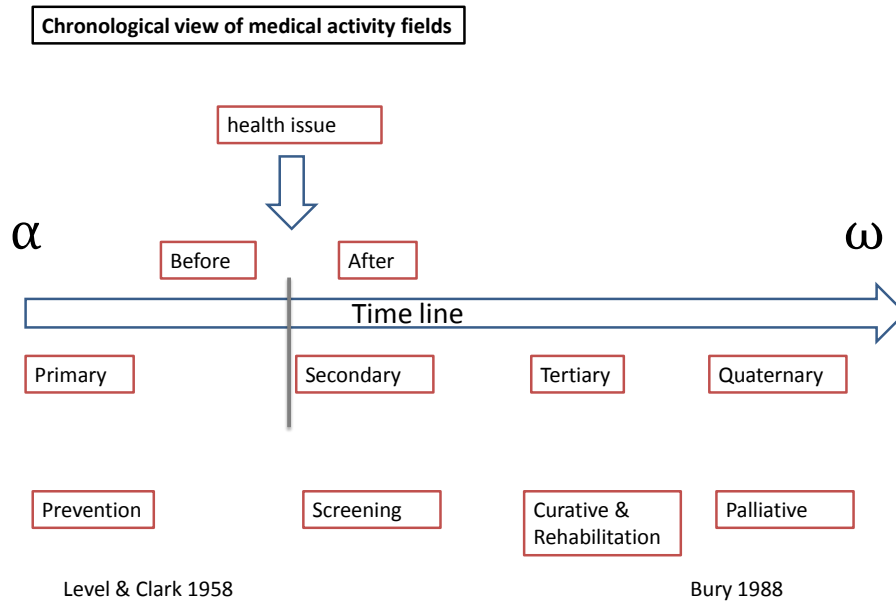 Chronological view of medical activity fields
health issue
α
ω
Before
After
Time line
Primary
Secondary
Tertiary
Quaternary
Prevention
Screening
Curative &
Rehabilitation
Palliative
Level & Clark 1958
Bury 1988